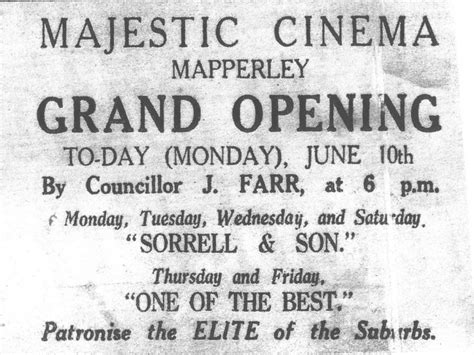 MAJESTIC CINEMA
MAPPERLEY
GRAND OPENING
TO-DAY (MONDAY), JUNE 10th
By Councillor J. FARR, at 6 p.m.
Monday, Tuesday, Wednesday, and Saturday,
"SORRELL & SON."
Thursday and Friday,
"ONE OF THE BEST."
Patronise the ELITE of the Suburbs.